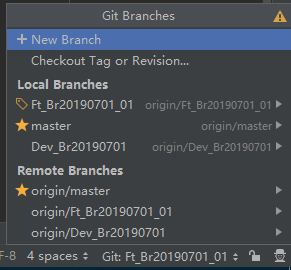 Git Branches
+ New Branch
Checkout Tag or Revision...
Local Branches
Ft_Br20190701_01 origin/Ft_Br20190701_01
master origin/master
Dev_Br20190701 origin/Dev_Br20190701
Remote Branches
origin/master
origin/Ft_Br20190701_01
origin/Dev_Br20190701
F-8 4 spaces Git: Ft_Br20190701_01